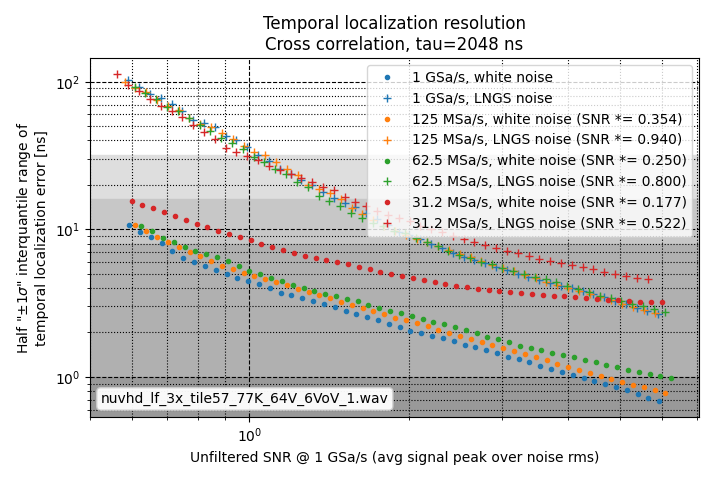 Temporal localization resolution
Cross correlation, tau=2048 ns
Half "±1σ" interquantile range of
temporal localization error [ns]
10²
10¹
10⁰
1 GSa/s, white noise
1 GSa/s, LNGS noise
125 MSa/s, white noise (SNR *= 0.354)
125 MSa/s, LNGS noise (SNR *= 0.940)
62.5 MSa/s, white noise (SNR *= 0.250)
62.5 MSa/s, LNGS noise (SNR *= 0.800)
31.2 MSa/s, white noise (SNR *= 0.177)
31.2 MSa/s, LNGS noise (SNR *= 0.522)
nuvhd_lf_3x_tile57_77K_64V_6VoV_1.wav
10⁰
Unfiltered SNR @ 1 GSa/s (avg signal peak over noise rms)